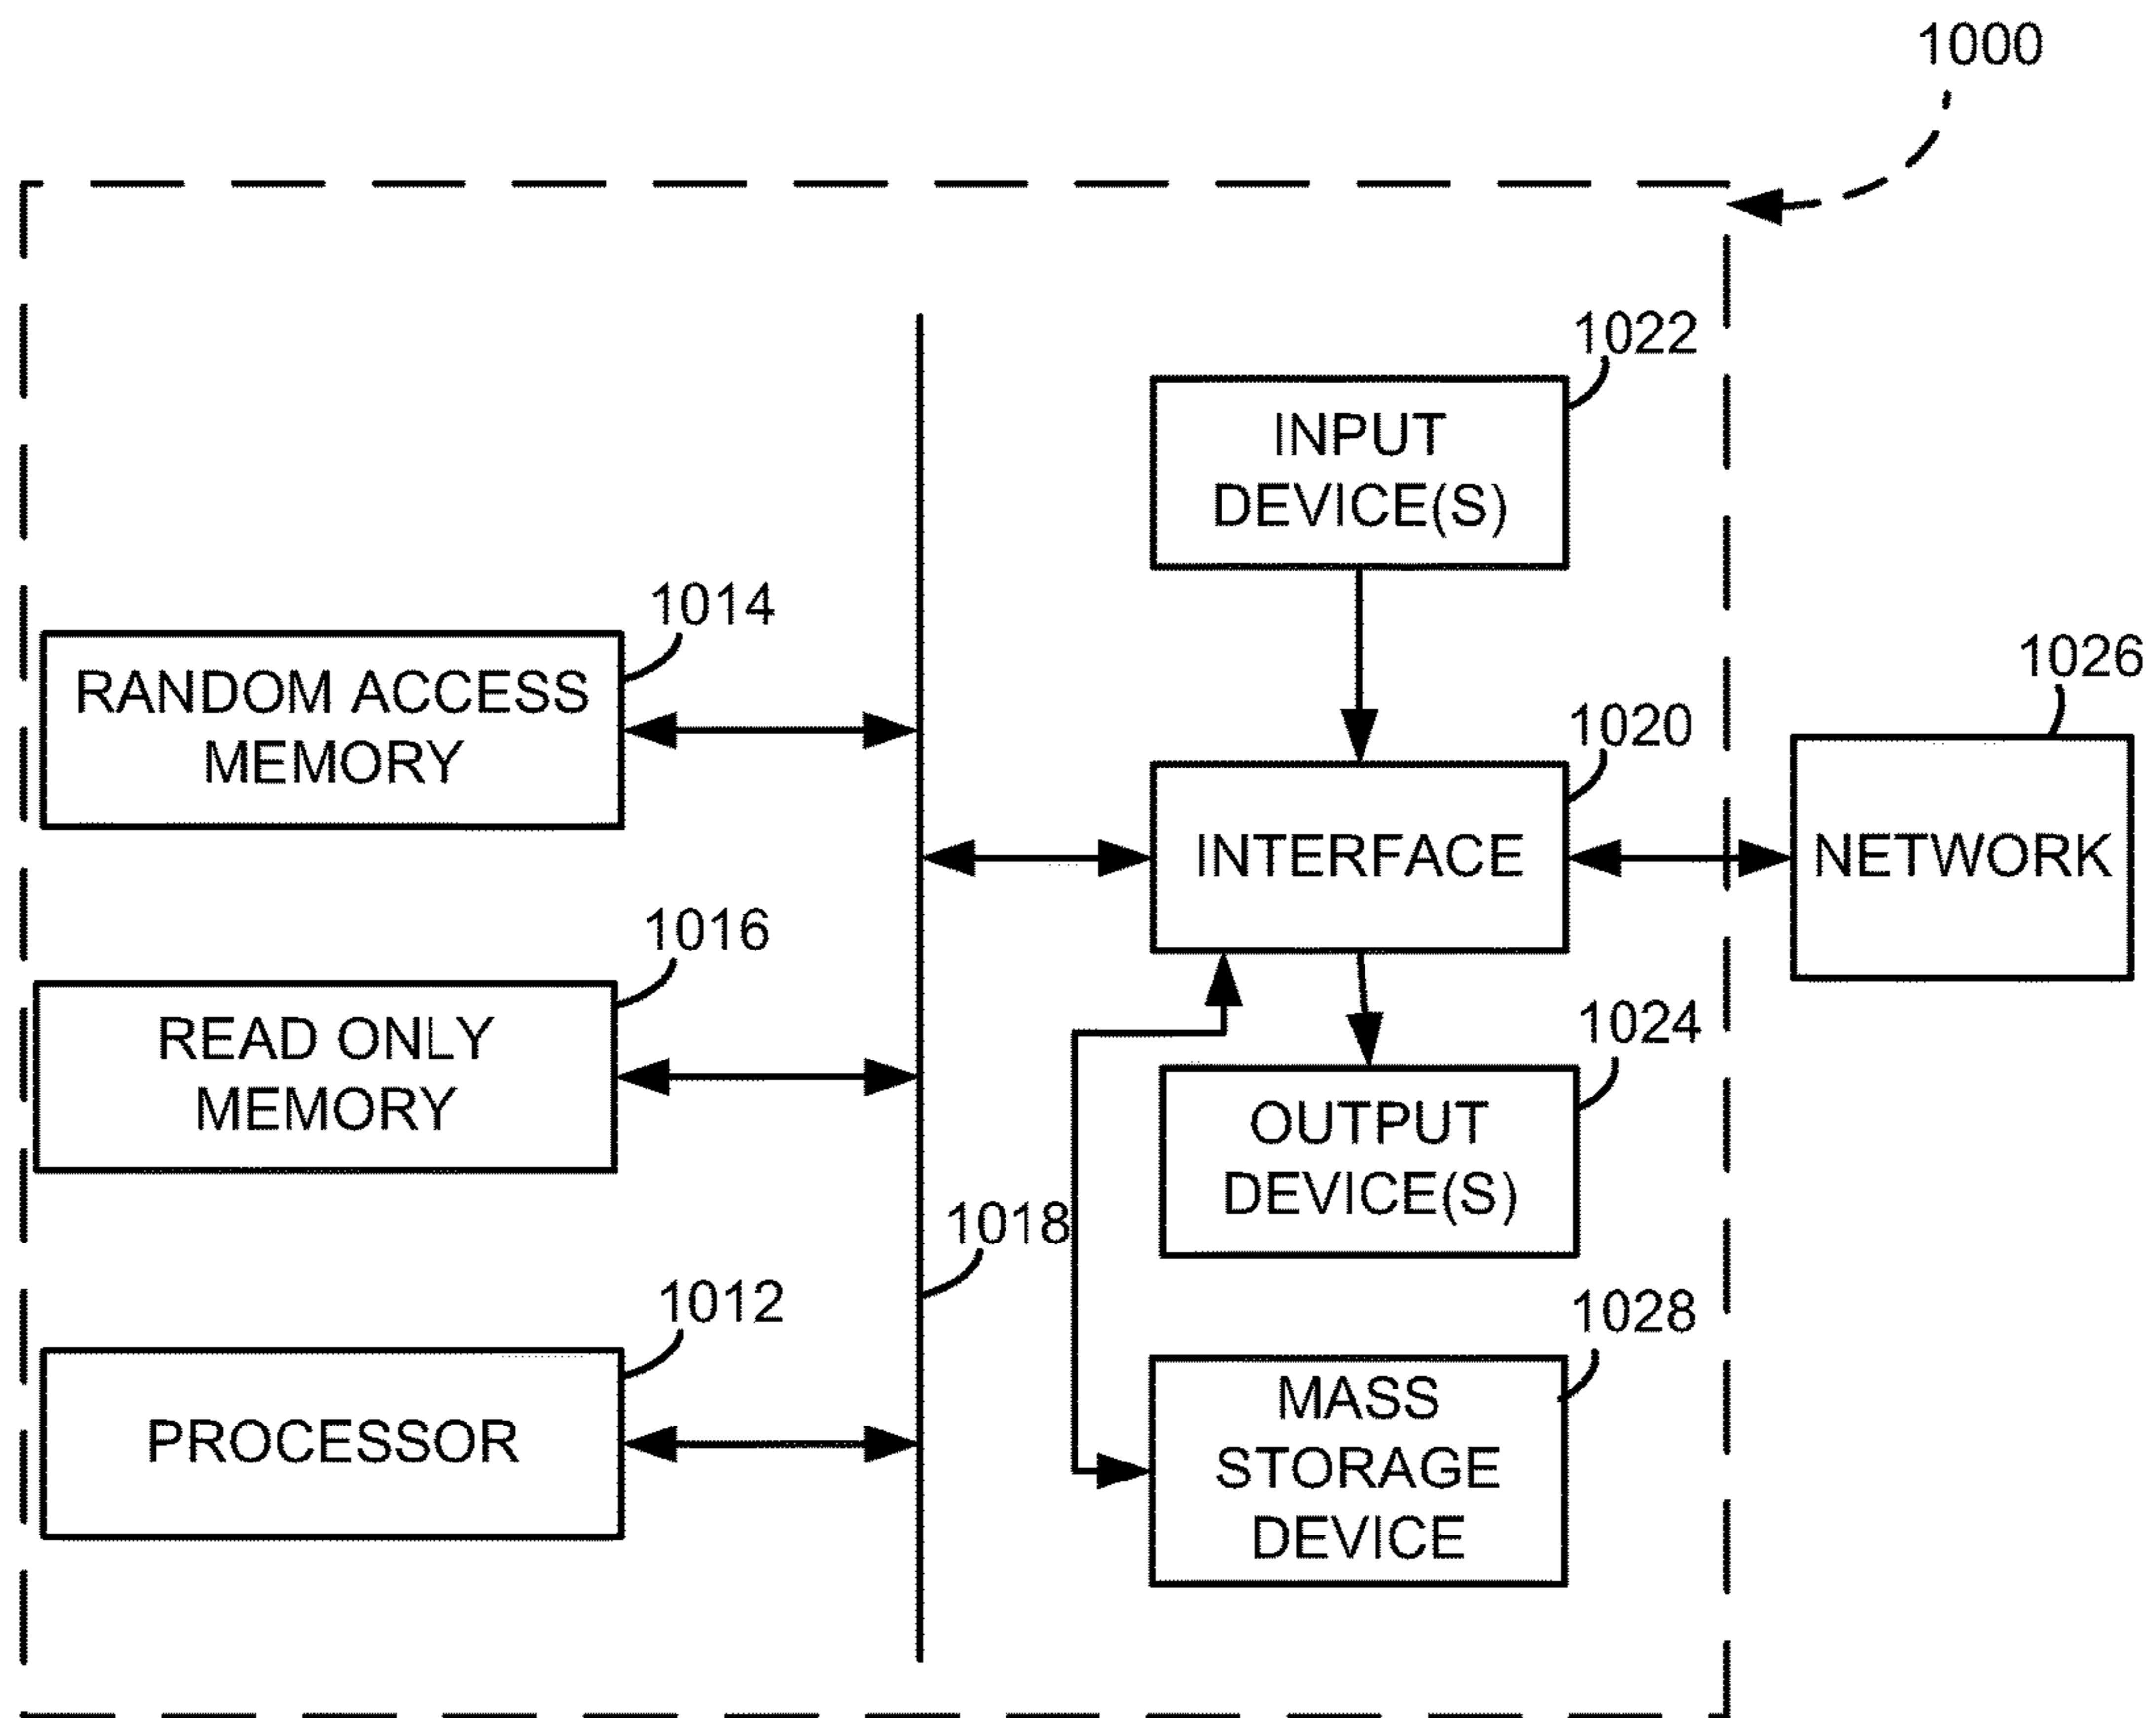 1000
1022
INPUT
DEVICE(S)
1014
RANDOM ACCESS
MEMORY
1026
1020
INTERFACE
NETWORK
1016
READ ONLY
MEMORY
1024
OUTPUT
DEVICE(S)
1018
1012
PROCESSOR
1028
MASS
STORAGE
DEVICE